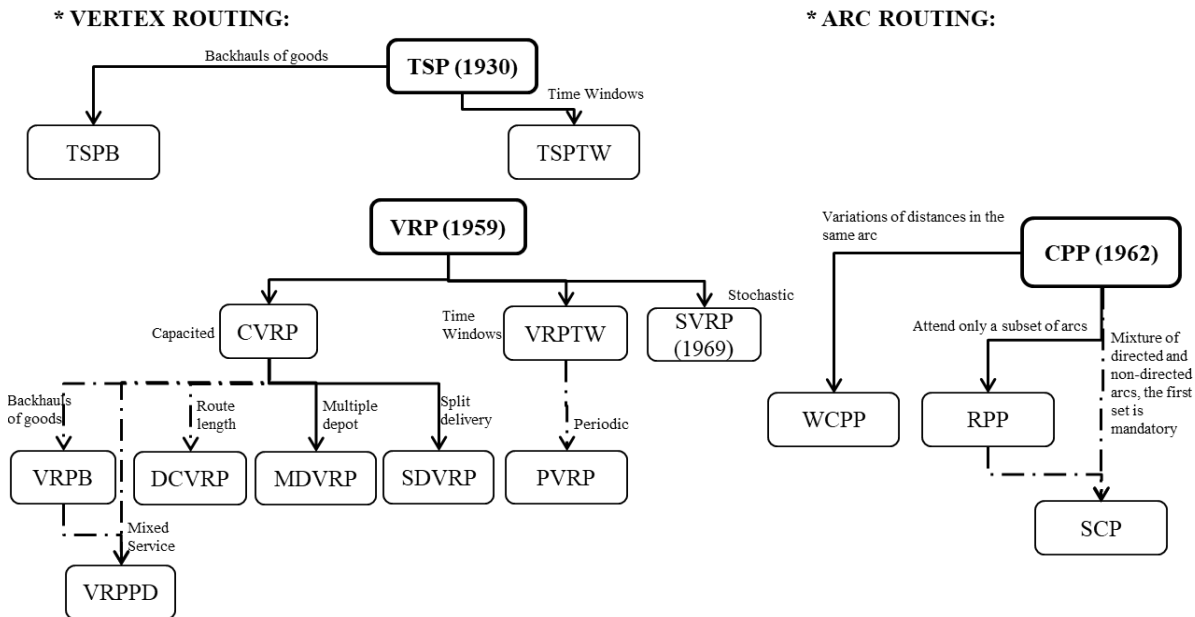 * VERTEX ROUTING:
* ARC ROUTING:
Backhauls of goods
TSP (1930)
Time Windows
TSPB
TSPTW
VRP (1959)
Variations of distances in the
same arc
CPP (1962)
Capacited
CVRP
Time
Windows
VRPTW
Stochastic
SVRP
(1969)
Attend only a subset of arcs
Mixture of
directed and
non-directed
arcs, the first
set is
mandatory
WCPP
RPP
Backhauls
of goods
Route
length
Multiple
depot
Split
delivery
Periodic
VRPB
DCVRP
MDVRP
SDVRP
PVRP
SCP
Mixed
Service
VRPPD